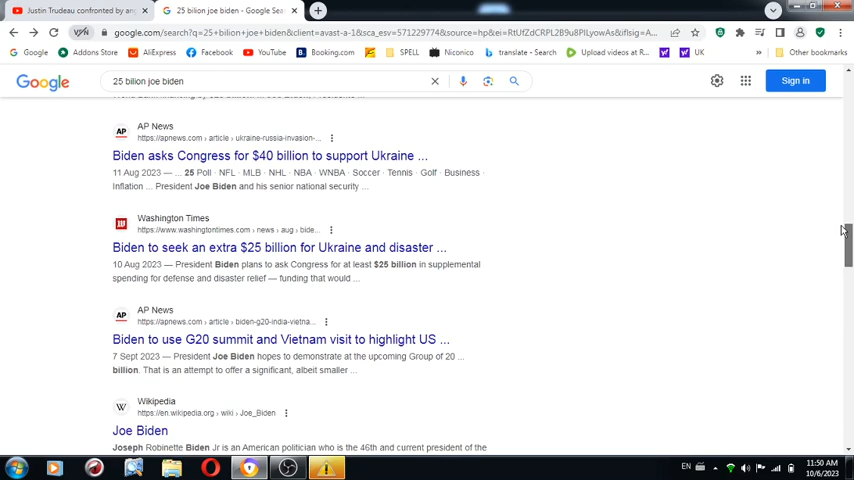 Justin Trudeau confronted by ang
25 bilion joe biden - Google Sea
VPN
google.com/search?q=25+bilion+joe+biden&client=avast-a-1&sca_esv=571229774&source=hp&ei=RtUfZdCRPL2B9u8PlLyowAs&iflsig=A...
Google
Addons Store
AliExpress
Facebook
YouTube
Booking.com
SPELL
Niconico
translate - Search
Upload videos at R...
UK
»
Other bookmarks
Google
25 bilion joe biden
Sign in
AP
AP News
https://apnews.com › article › ukraine-russia-invasion-...
Biden asks Congress for $40 billion to support Ukraine ...
11 Aug 2023 — ... 25 Poll · NFL · MLB · NHL · NBA · WNBA · Soccer · Tennis · Golf · Business ·
Inflation ... President Joe Biden and his senior national security ...
Washington Times
https://www.washingtontimes.com › news › aug › bide...
Biden to seek an extra $25 billion for Ukraine and disaster ...
10 Aug 2023 — President Biden plans to ask Congress for at least $25 billion in supplemental
spending for defense and disaster relief — funding that would ...
AP
AP News
https://apnews.com › article › biden-g20-india-vietna...
Biden to use G20 summit and Vietnam visit to highlight US ...
7 Sept 2023 — President Joe Biden hopes to demonstrate at the upcoming Group of 20 ...
billion. That is an attempt to offer a significant, albeit smaller ...
W
Wikipedia
https://en.wikipedia.org › wiki › Joe_Biden
Joe Biden
Joseph Robinette Biden Jr is an American politician who is the 46th and current president of the
EN
11:50 AM
10/6/2023